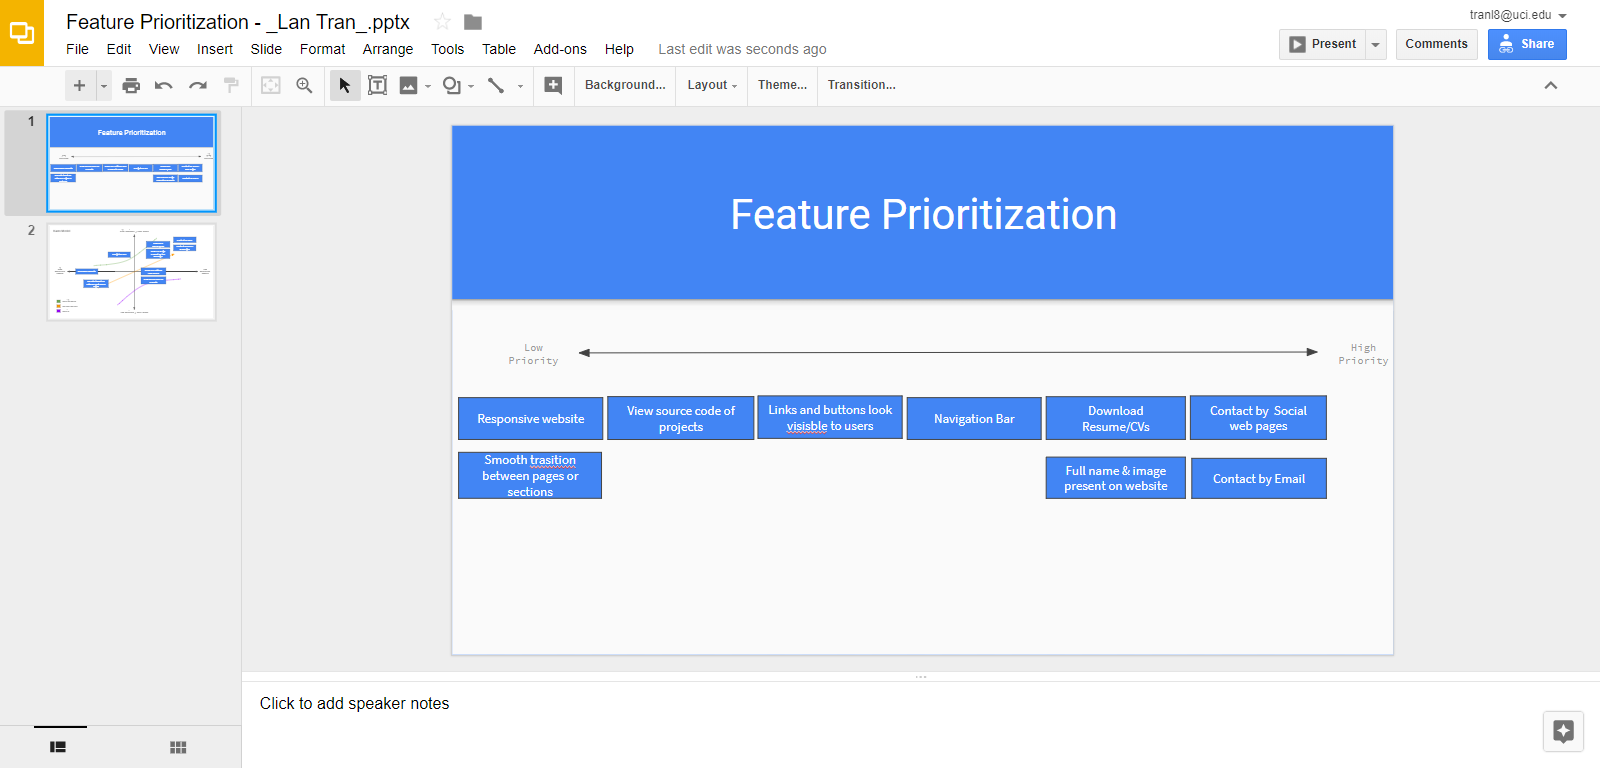 Feature Prioritization - _Lan Tran_.pptx
tranl8@uci.edu
File Edit View Insert Slide Format Arrange Tools Table Add-ons Help Last edit was seconds ago
Present Comments Share
Background... Layout Theme... Transition...
1
Feature Prioritization
2
Feature Prioritization
Low
Priority
High
Priority
Responsive website
View source code of
projects
Links and buttons look
visisble to users
Navigation Bar
Download
Resume/CVs
Contact by Social
web pages
Smooth trasition
between pages or
sections
Full name & image
present on website
Contact by Email
Click to add speaker notes